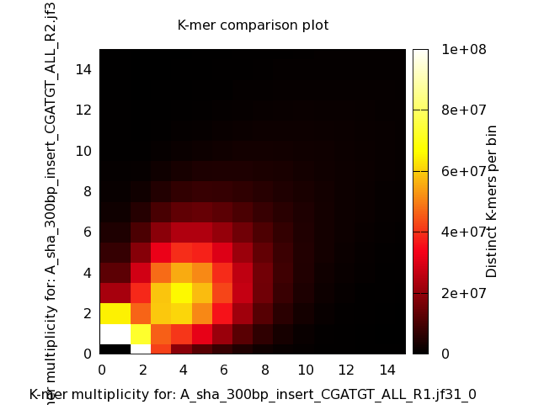 K-mer comparison plot
14
12
10
8
6
4
2
0
0 2 4 6 8 10 12 14
K-mer multiplicity for: A_sha_300bp_insert_CGATGT_ALL_R1.jf31_0
multiplicity for: A_sha_300bp_insert_CGATGT_ALL_R2.jf3
1e+08
8e+07
6e+07
4e+07
2e+07
0
Distinct K-mers per bin